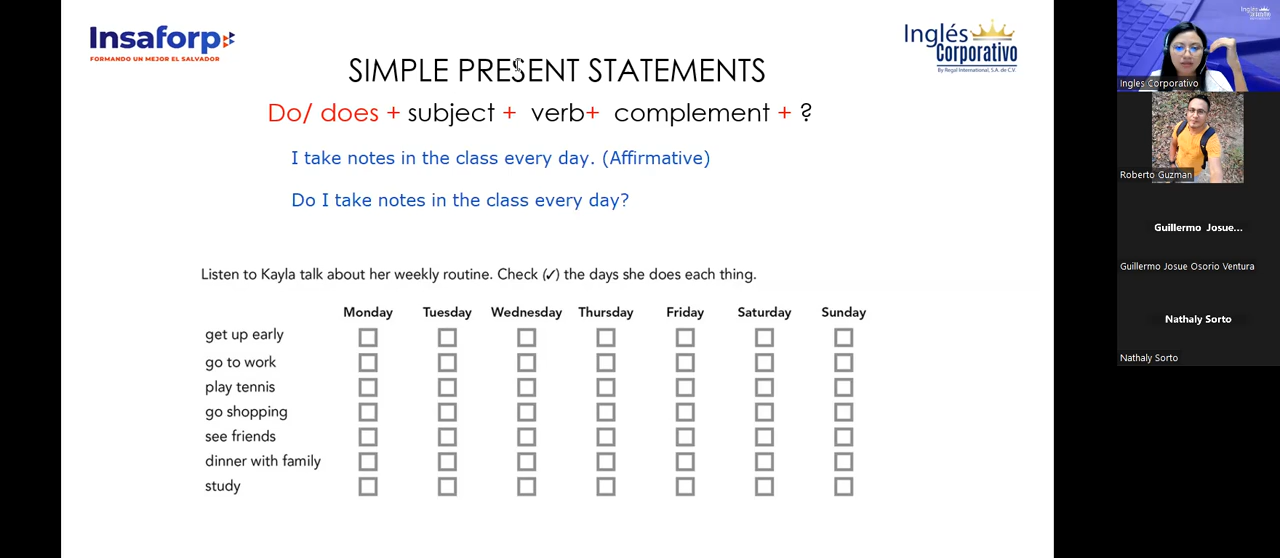 Insaforp
FORMANDO UN MEJOR EL SALVADOR
Inglés
Corporativo
By Regal International, S.A. de C.V.
SIMPLE PRESENT STATEMENTS
Do/ does + subject + verb+ complement + ?
I take notes in the class every day. (Affirmative)
Do I take notes in the class every day?
Listen to Kayla talk about her weekly routine. Check (✓) the days she does each thing.
Monday Tuesday Wednesday Thursday Friday Saturday Sunday
get up early
go to work
play tennis
go shopping
see friends
dinner with family
study
Ingles Corporativo
Roberto Guzman
Guillermo Josue...
Guillermo Josue Osorio Ventura
Nathaly Sorto
Nathaly Sorto